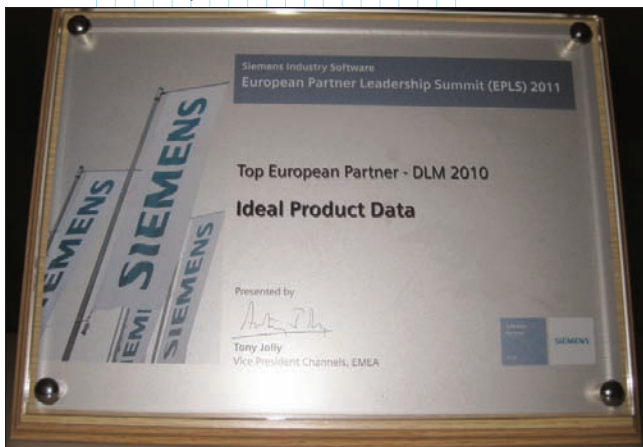 Siemens Industry Software
European Partner Leadership Summit (EPLS) 2011
Top European Partner - DLM 2010
Ideal Product Data
SIEMENS
SIEMENS
SIEMENS
SIEMENS
Presented by
Tony Jolly
Vice President Channels, EMEA
SIEMENS